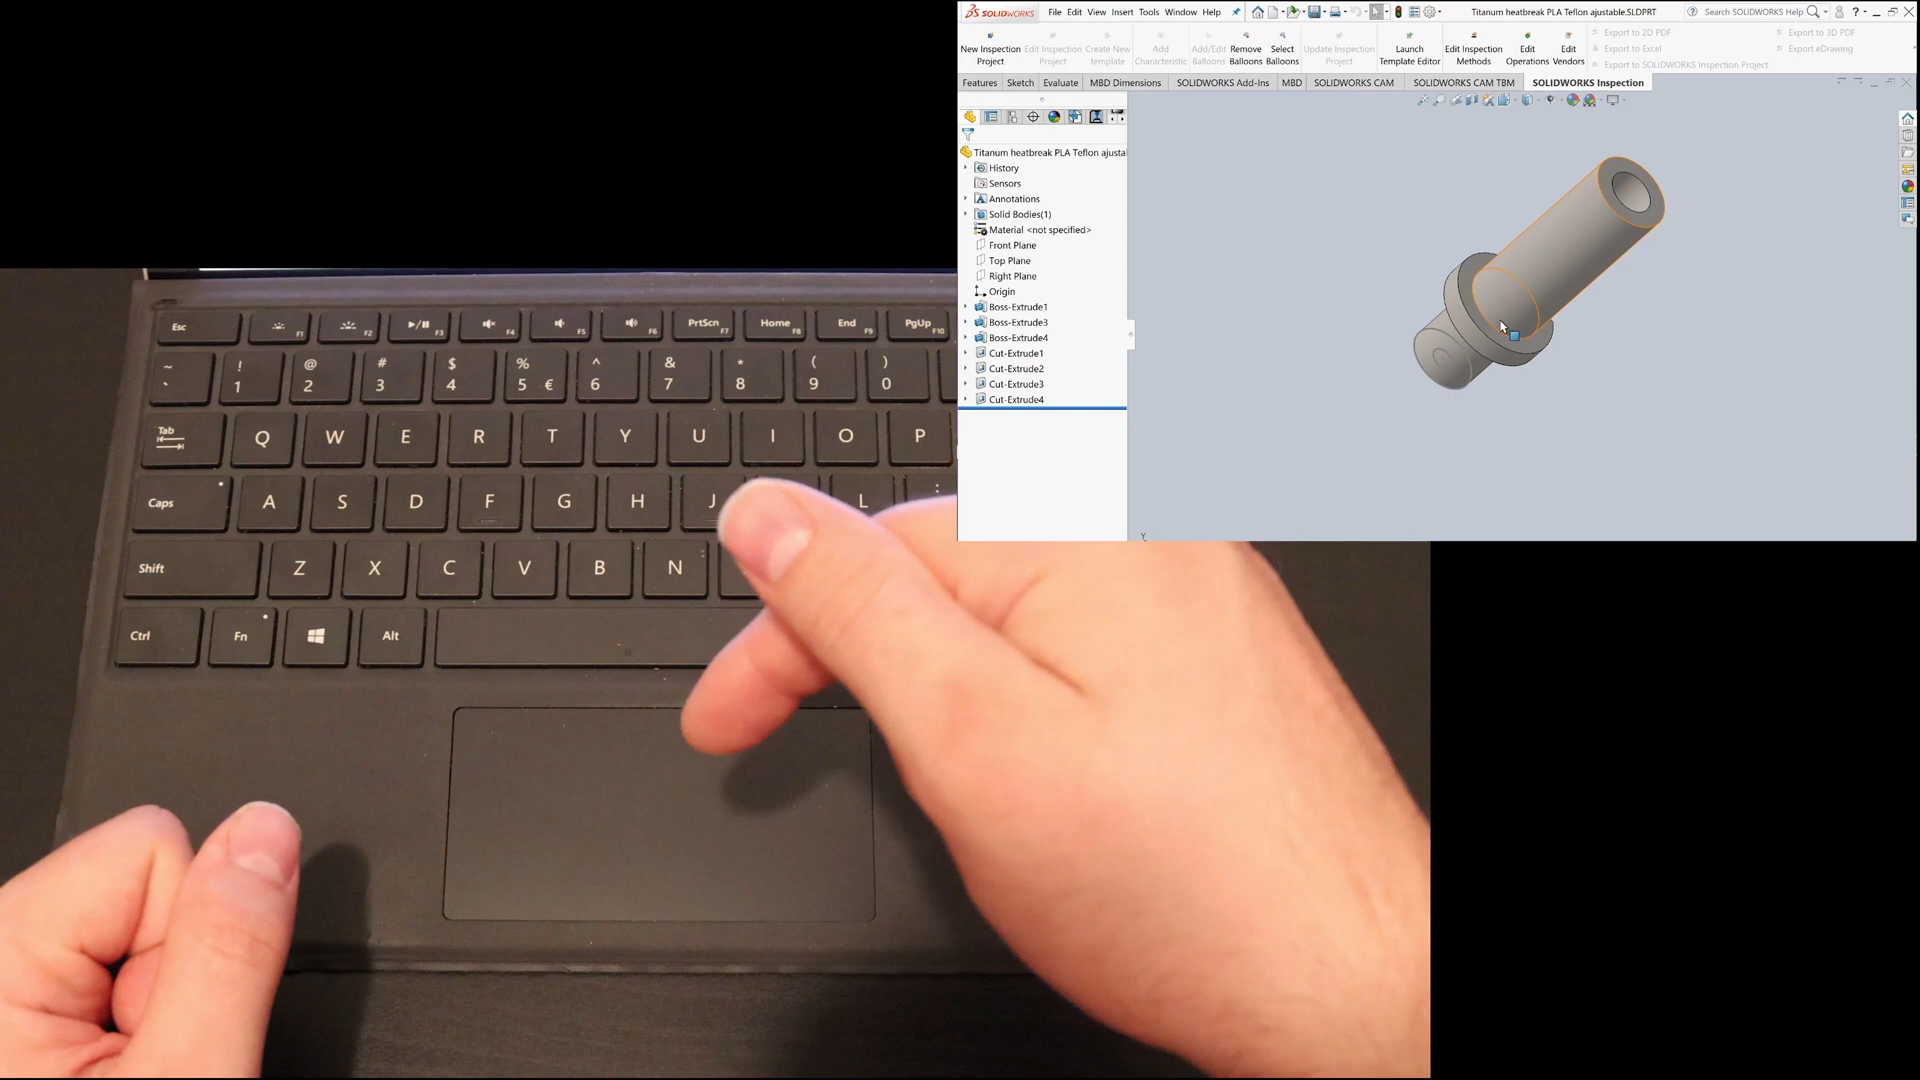 SOLIDWORKS File Edit View Insert Tools Window Help Titanum heatbreak PLA Teflon ajustable.SLDPRT Search SOLIDWORKS Help
New Inspection Project
Edit Inspection Project
Create New template
Add Characteristic
Add/Edit Balloons
Remove Balloons
Select Balloons
Update Inspection Project
Launch Template Editor
Edit Inspection Methods
Edit Operations
Edit Vendors
Export to 2D PDF
Export to Excel
Export to SOLIDWORKS Inspection Project
Export to 3D PDF
Export eDrawing
Features Sketch Evaluate MBD Dimensions SOLIDWORKS Add-Ins MBD SOLIDWORKS CAM SOLIDWORKS CAM TBM SOLIDWORKS Inspection
Titanum heatbreak PLA Teflon ajusta
History
Sensors
Annotations
Solid Bodies(1)
Material <not specified>
Front Plane
Top Plane
Right Plane
Origin
Boss-Extrude1
Boss-Extrude3
Boss-Extrude4
Cut-Extrude1
Cut-Extrude2
Cut-Extrude3
Cut-Extrude4
Y
Esc F1 F2 F3 F4 F5 F6 PrtScn F7 Home F8 End F9 PgUp F10
~ ` ! 1 @ 2 # 3 $ 4 % 5 € ^ 6 & 7 * 8 ( 9 ) 0
Tab Q W E R T Y U I O P
Caps A S D F G H J L :
Shift Z X C V B N
Ctrl Fn Alt